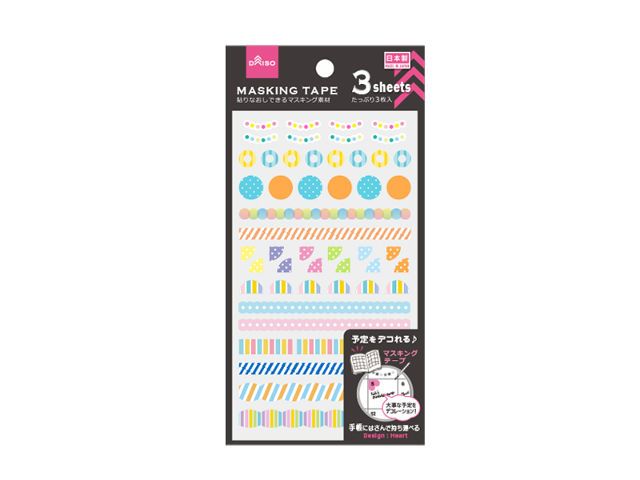 DAISO
日本製
MADE IN JAPAN
MASKING TAPE
貼りなおしできるマスキング素材
3 sheets
たっぷり3枚入
予定をデコれる♪
マスキング
テープ
大事な予定を
デコレーション!
手帳にはさんで持ち運べる
Design : Heart